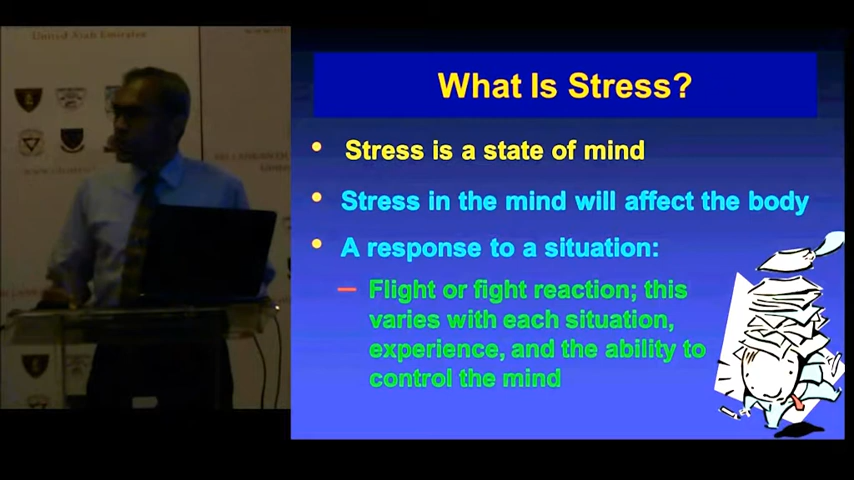 United Arab Emirates
What Is Stress?
• Stress is a state of mind
• Stress in the mind will affect the body
• A response to a situation:
– Flight or fight reaction; this
varies with each situation,
experience, and the ability to
control the mind